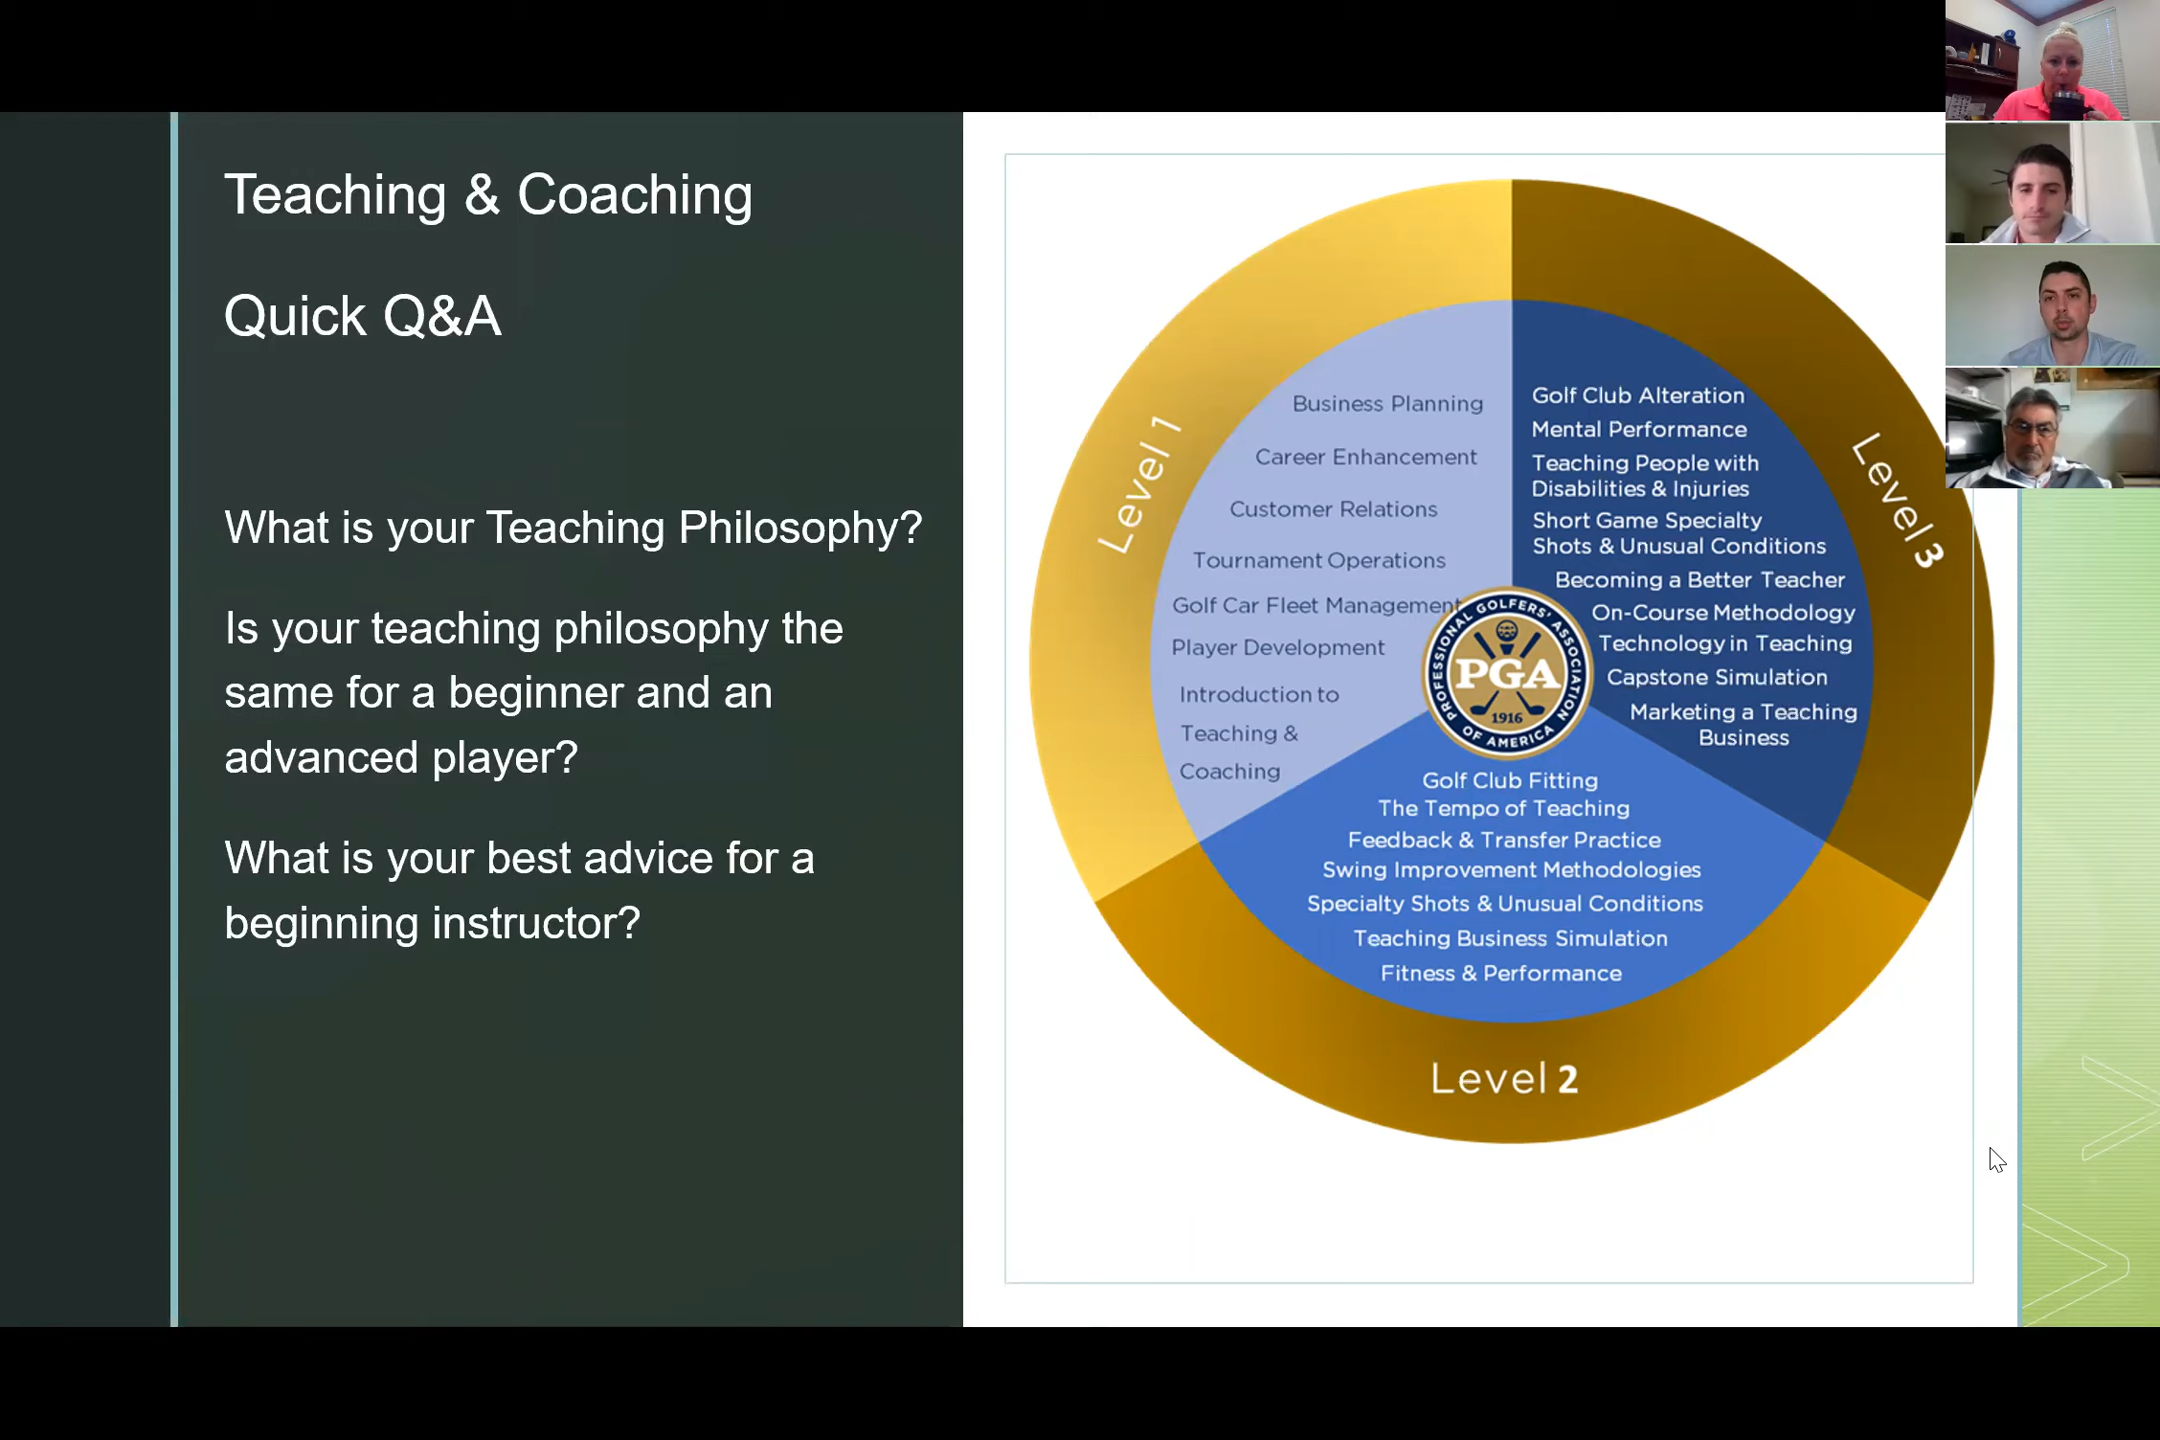 Teaching & Coaching
Quick Q&A
What is your Teaching Philosophy?
Is your teaching philosophy the
same for a beginner and an
advanced player?
What is your best advice for a
beginning instructor?
Level 1
Business Planning
Career Enhancement
Customer Relations
Tournament Operations
Golf Car Fleet Management
Player Development
Introduction to
Teaching &
Coaching
Level 3
Golf Club Alteration
Mental Performance
Teaching People with
Disabilities & Injuries
Short Game Specialty
Shots & Unusual Conditions
Becoming a Better Teacher
On-Course Methodology
Technology in Teaching
Capstone Simulation
Marketing a Teaching
Business
PROFESSIONAL GOLFERS' ASSOCIATION
PGA
1916
OF AMERICA
Golf Club Fitting
The Tempo of Teaching
Feedback & Transfer Practice
Swing Improvement Methodologies
Specialty Shots & Unusual Conditions
Teaching Business Simulation
Fitness & Performance
Level 2